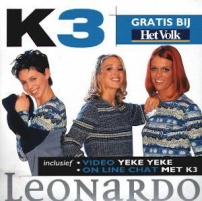 K3
GRATIS BIJ
Het Volk
inclusief • VIDEO YEKE YEKE
• ON LINE CHAT MET K3
Leonardo